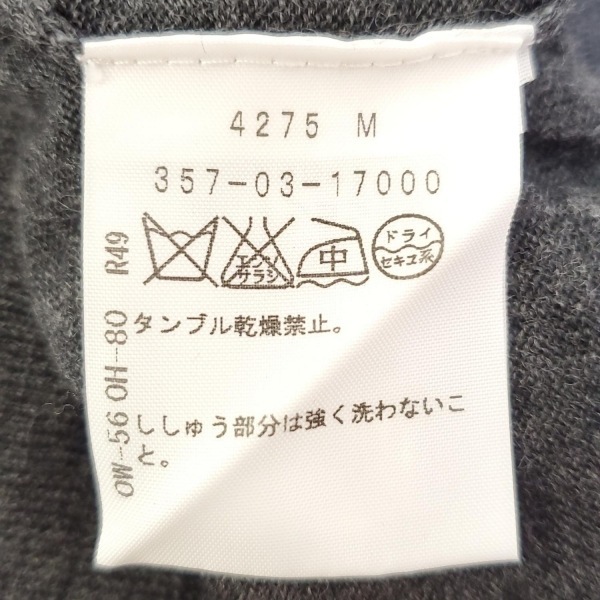 4275 M
357-03-17000
エンソ
サラシ
中
ドライ
セキユ系
タンブル乾燥禁止。
ししゅう部分は強く洗わないこ
と。
OW-56 OH-80 R49